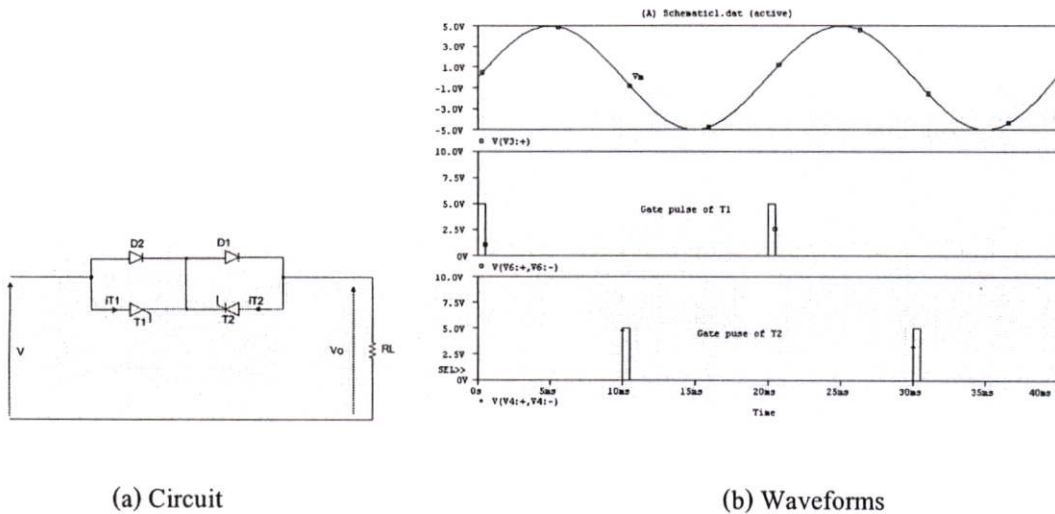 (A) Schematic1.dat (active)
5.0V
3.0V
1.0V
-1.0V
-3.0V
-5.0V
Vm
V(V3:+)
10.0V
7.5V
5.0V
2.5V
0V
Gate pulse of T1
V(V6:+,V6:-)
10.0V
7.5V
5.0V
2.5V
SEL>>
0V
Gate puse of T2
0s
5ms
10ms
15ms
20ms
25ms
30ms
35ms
40ms
V(V4:+,V4:-)
Time
D2
D1
iT1
iT2
T1
T2
V
Vo
RL
(a) Circuit
(b) Waveforms